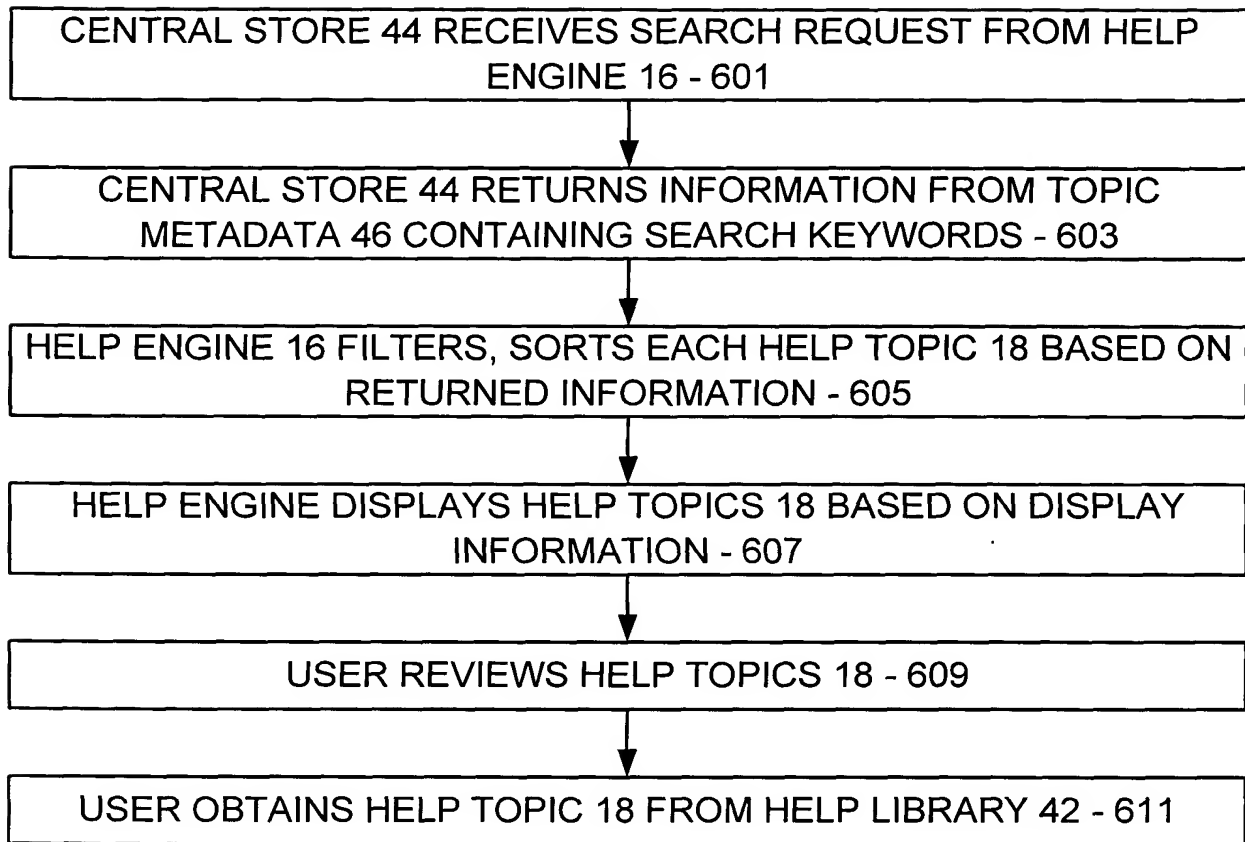 CENTRAL STORE 44 RECEIVES SEARCH REQUEST FROM HELP
ENGINE 16 - 601
CENTRAL STORE 44 RETURNS INFORMATION FROM TOPIC
METADATA 46 CONTAINING SEARCH KEYWORDS - 603
HELP ENGINE 16 FILTERS, SORTS EACH HELP TOPIC 18 BASED ON
RETURNED INFORMATION - 605
HELP ENGINE DISPLAYS HELP TOPICS 18 BASED ON DISPLAY
INFORMATION - 607
USER REVIEWS HELP TOPICS 18 - 609
USER OBTAINS HELP TOPIC 18 FROM HELP LIBRARY 42 - 611